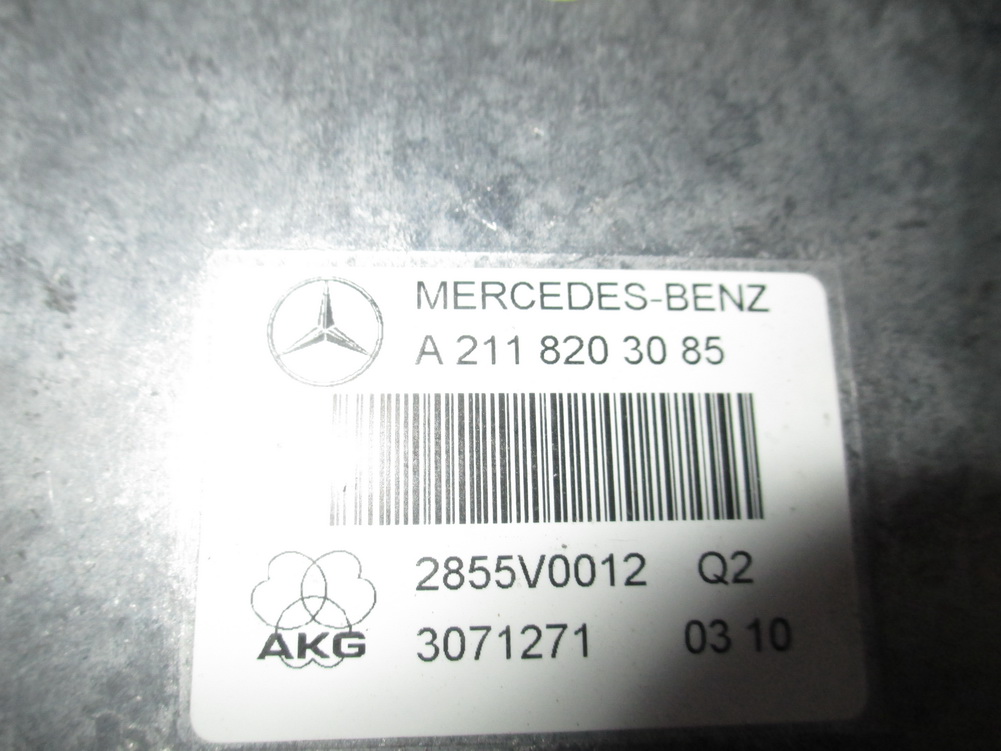 MERCEDES-BENZ
A 211 820 30 85
2855V0012 Q2
AKG
3071271 03 10